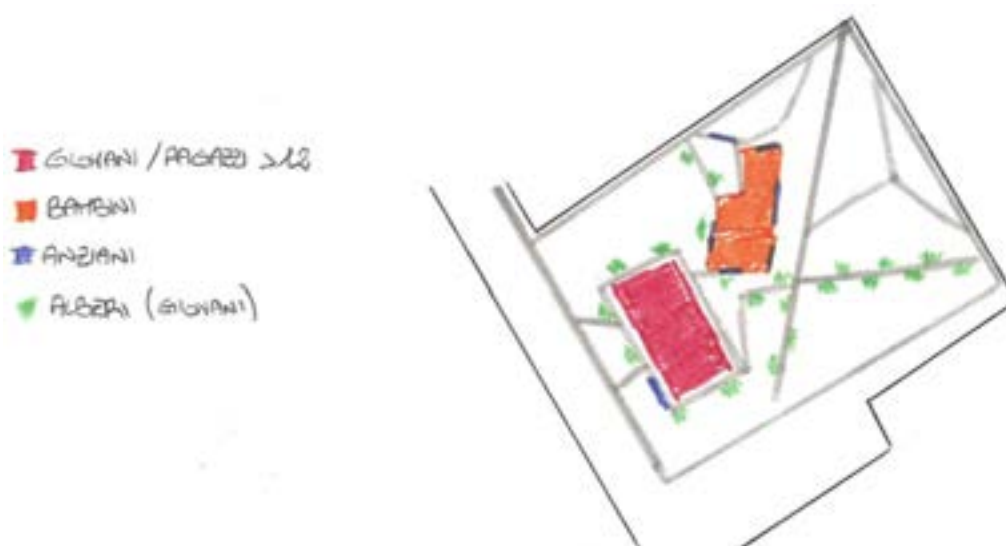 GIOVANI / RAGAZZI >12
BAMBINI
ANZIANI
ALBERI (GIOVANI)